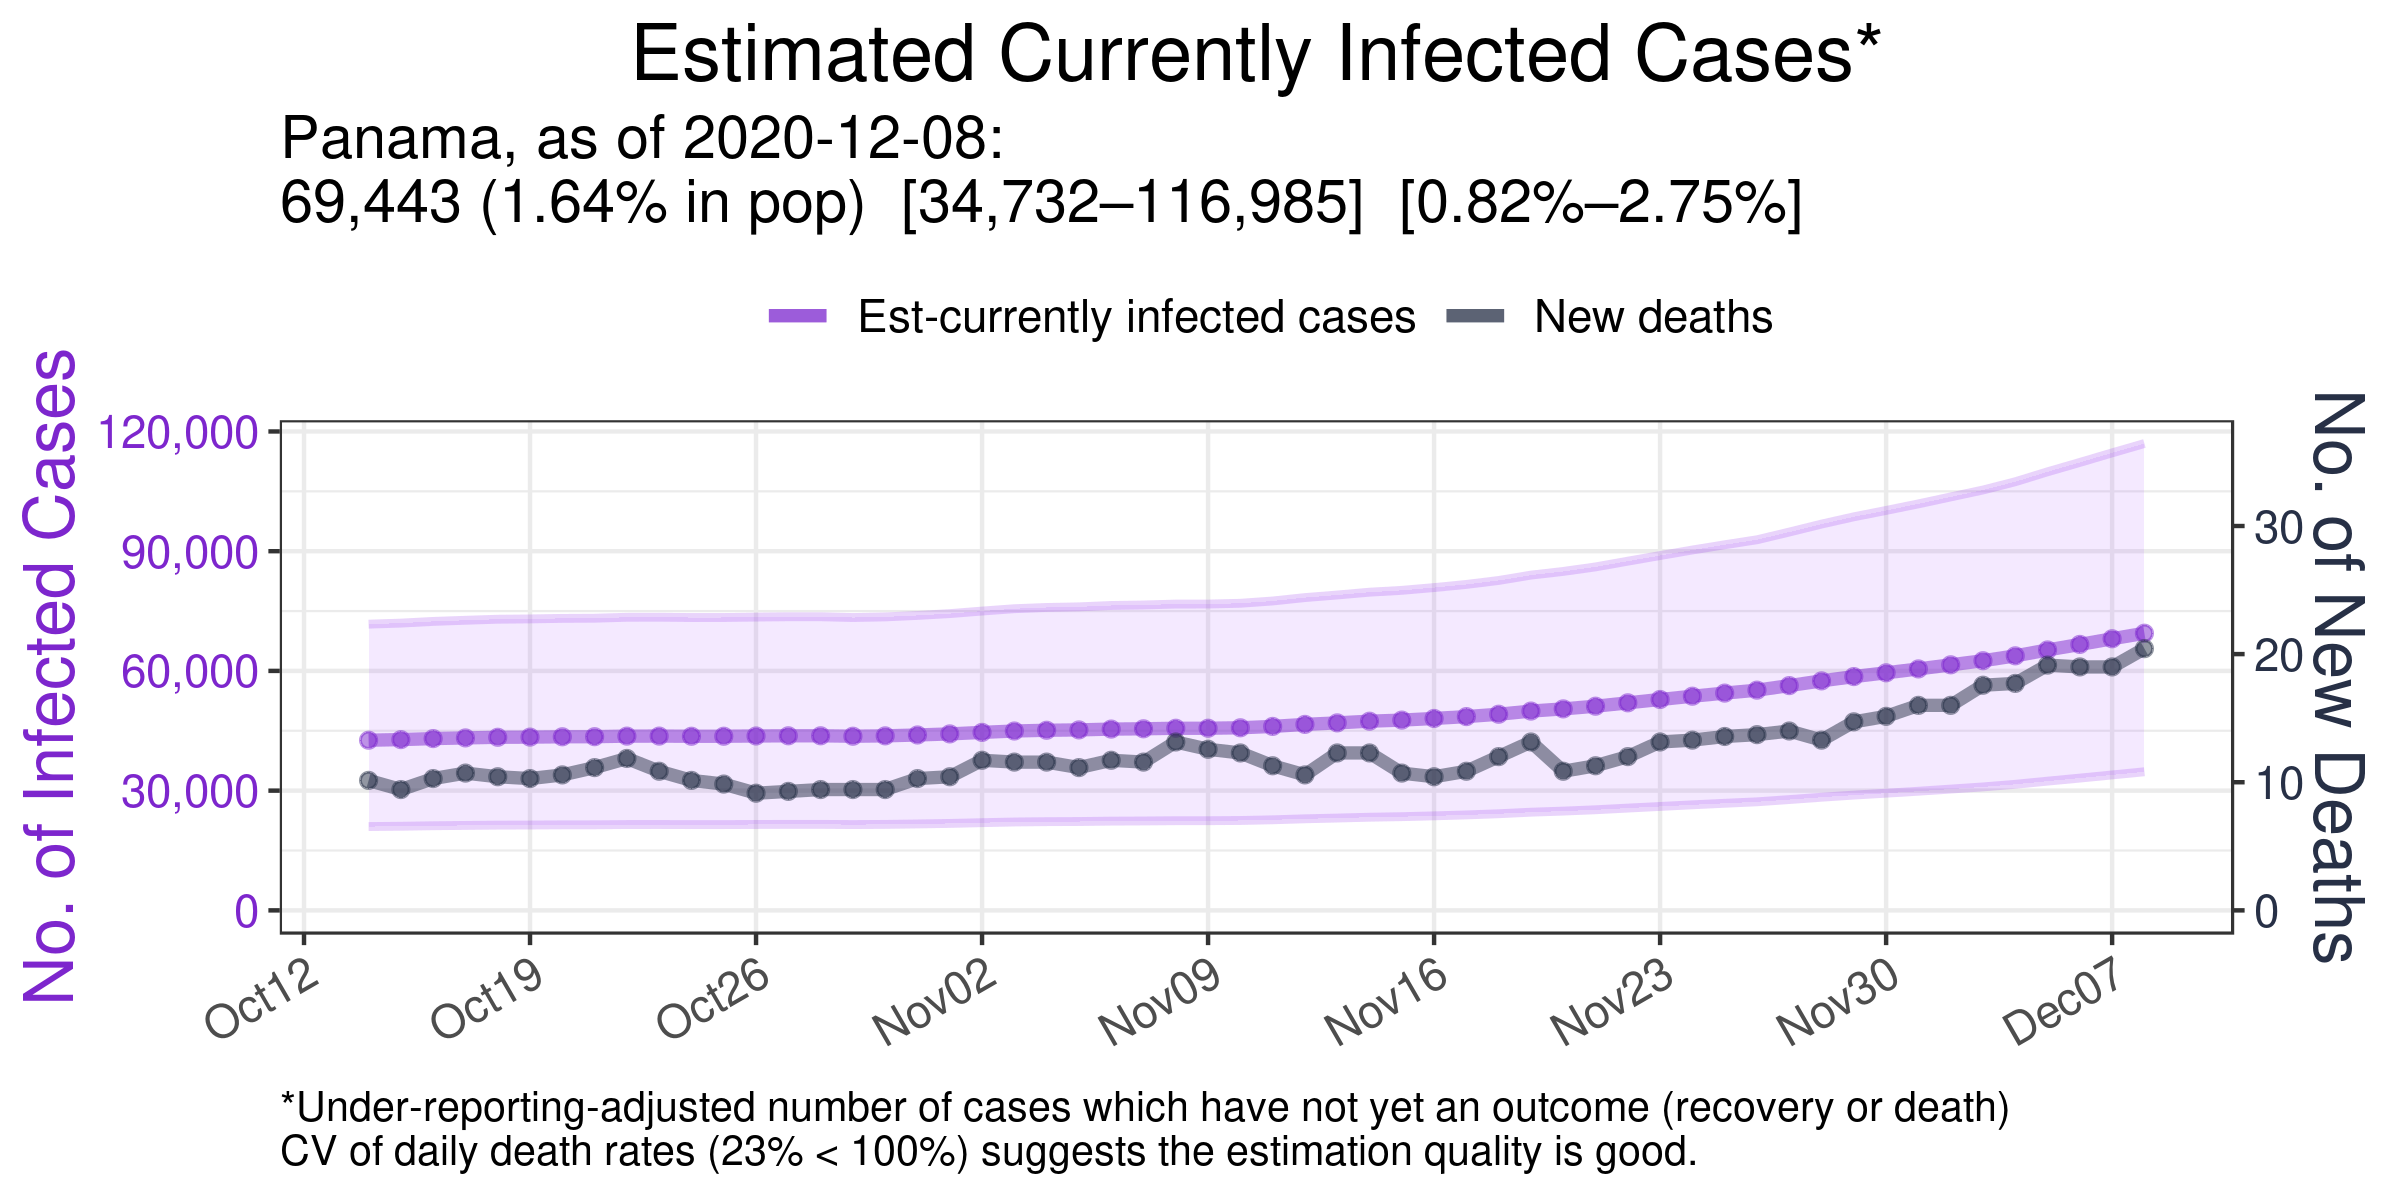 Estimated Currently Infected Cases*
Panama, as of 2020-12-08:
69,443 (1.64% in pop)  [34,732–116,985]  [0.82%–2.75%]
Est-currently infected cases
New deaths
No. of Infected Cases
120,000
90,000
60,000
30,000
0
No. of New Deaths
30
20
10
0
Oct12
Oct19
Oct26
Nov02
Nov09
Nov16
Nov23
Nov30
Dec07
*Under-reporting-adjusted number of cases which have not yet an outcome (recovery or death)
CV of daily death rates (23% < 100%) suggests the estimation quality is good.